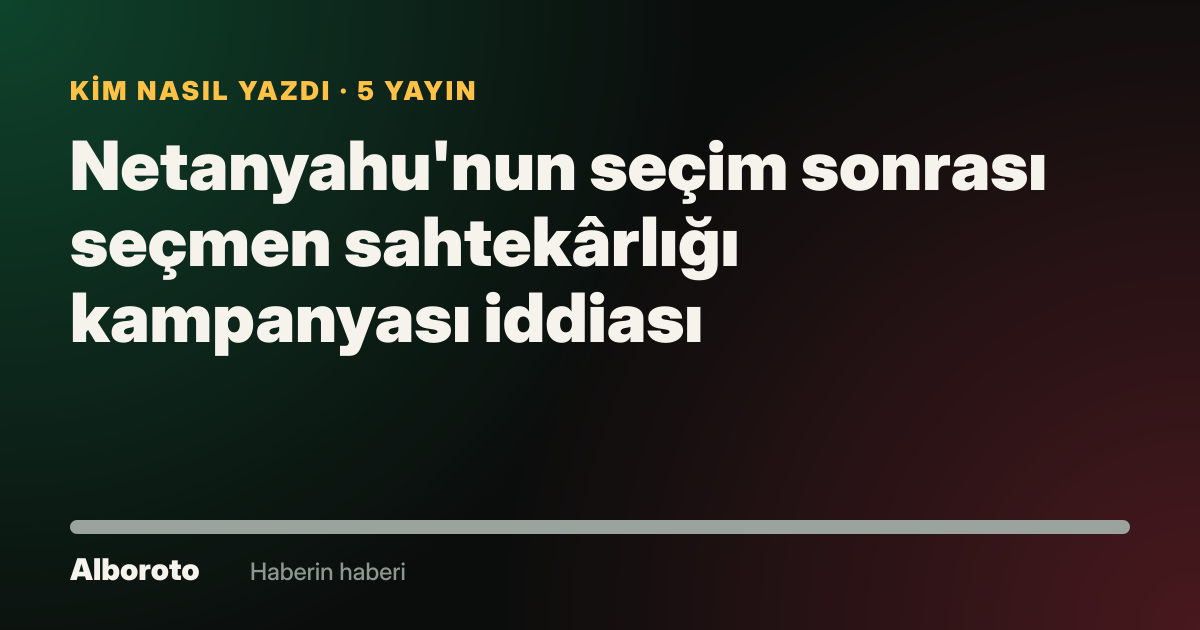 KİM NASIL YAZDI · 5 YAYIN
Netanyahu'nun seçim sonrası
seçmen sahtekârlığı
kampanyası iddiası
Alboroto Haberin haberi